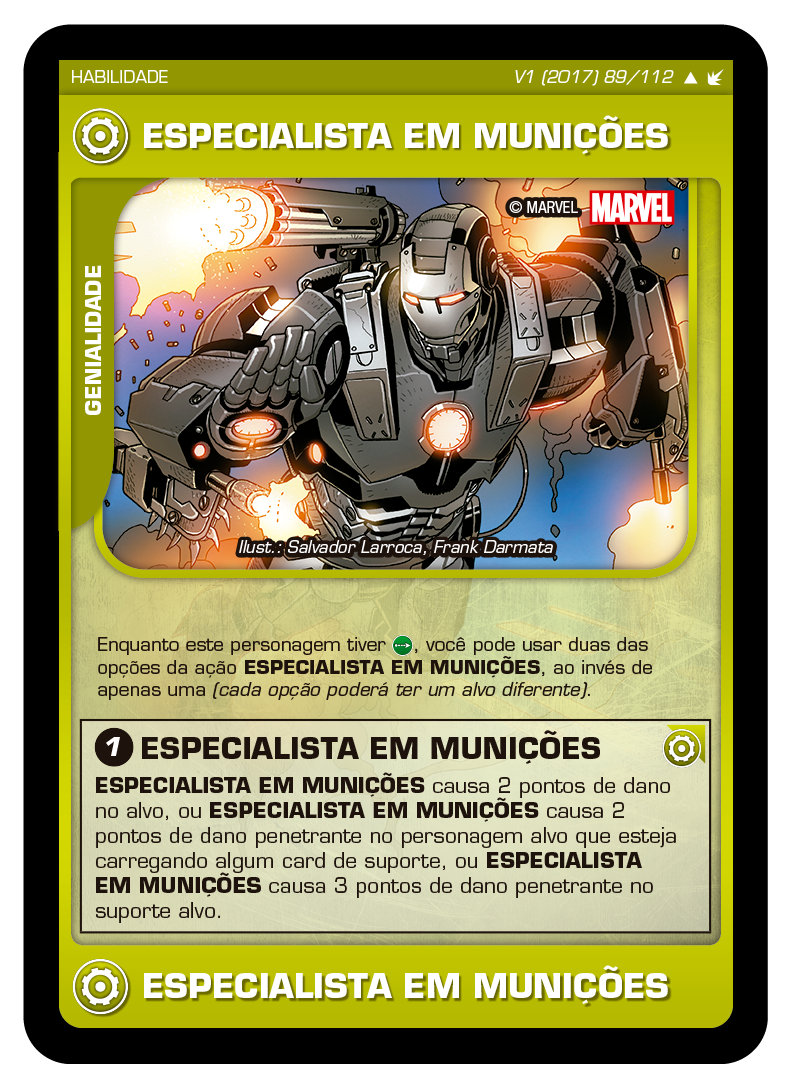 HABILIDADE
V1 (2017) 89/112
ESPECIALISTA EM MUNIÇÕES
© MARVEL MARVEL
GENIALIDADE
Ilust.: Salvador Larroca, Frank Darmata
Enquanto este personagem tiver , você pode usar duas das
opções da ação ESPECIALISTA EM MUNIÇÕES, ao invés de
apenas uma (cada opção poderá ter um alvo diferente).
1 ESPECIALISTA EM MUNIÇÕES
ESPECIALISTA EM MUNIÇÕES causa 2 pontos de dano
no alvo, ou ESPECIALISTA EM MUNIÇÕES causa 2
pontos de dano penetrante no personagem alvo que esteja
carregando algum card de suporte, ou ESPECIALISTA
EM MUNIÇÕES causa 3 pontos de dano penetrante no
suporte alvo.
ESPECIALISTA EM MUNIÇÕES